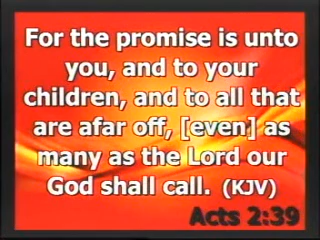 For the promise is unto
you, and to your
children, and to all that
are afar off, [even] as
many as the Lord our
God shall call. (KJV)
Acts 2:39